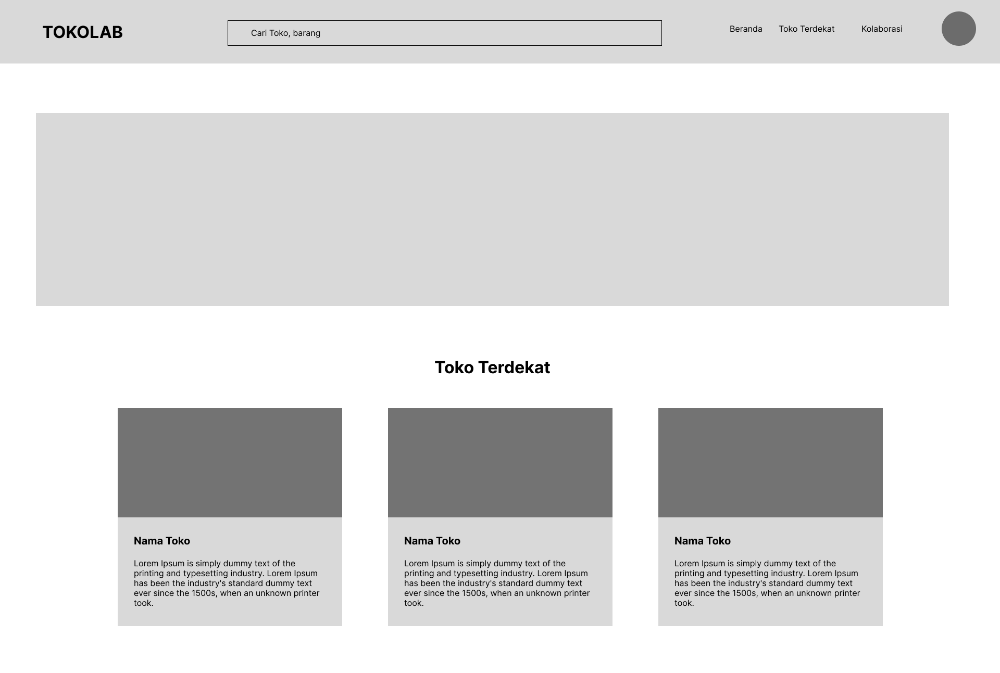 TOKOLAB
Cari Toko, barang
Beranda
Toko Terdekat
Kolaborasi
Toko Terdekat
Nama Toko
Lorem Ipsum is simply dummy text of the
printing and typesetting industry. Lorem Ipsum
has been the industry's standard dummy text
ever since the 1500s, when an unknown printer
took.
Nama Toko
Lorem Ipsum is simply dummy text of the
printing and typesetting industry. Lorem Ipsum
has been the industry's standard dummy text
ever since the 1500s, when an unknown printer
took.
Nama Toko
Lorem Ipsum is simply dummy text of the
printing and typesetting industry. Lorem Ipsum
has been the industry's standard dummy text
ever since the 1500s, when an unknown printer
took.